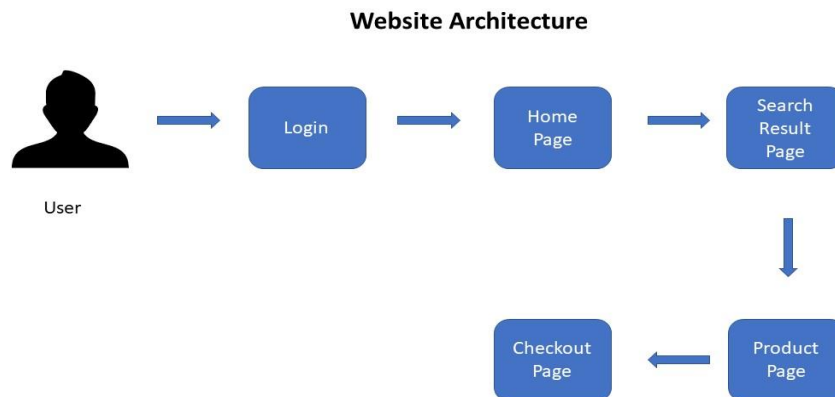 Website Architecture
Login
Home
Page
Search
Result
Page
User
Checkout
Page
Product
Page